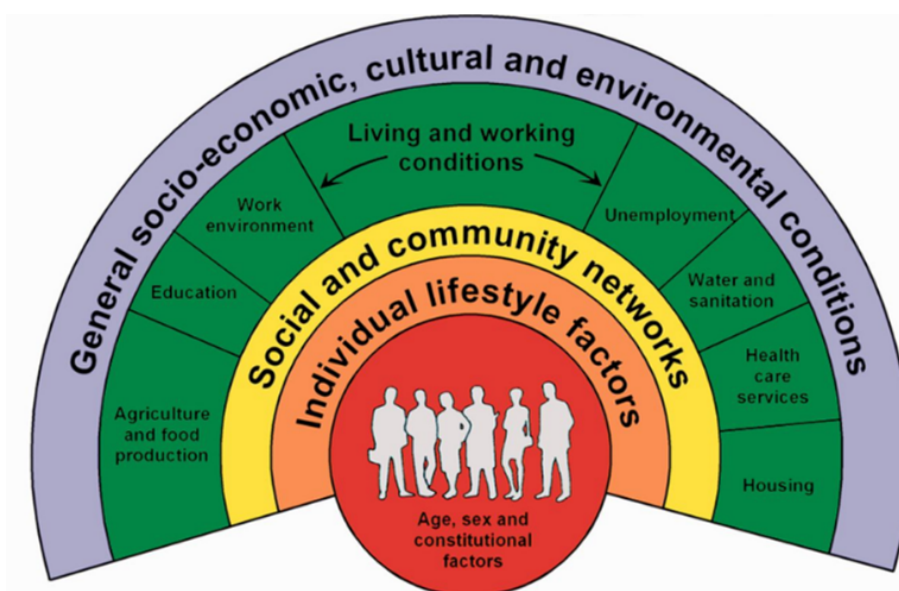 General socio-economic, cultural and environmental conditions
Living and working
conditions
Work
environment
Unemployment
Education
Water and
sanitation
Agriculture
and food
production
Health
care
services
Housing
Social and community networks
Individual lifestyle factors
Age, sex and
constitutional
factors